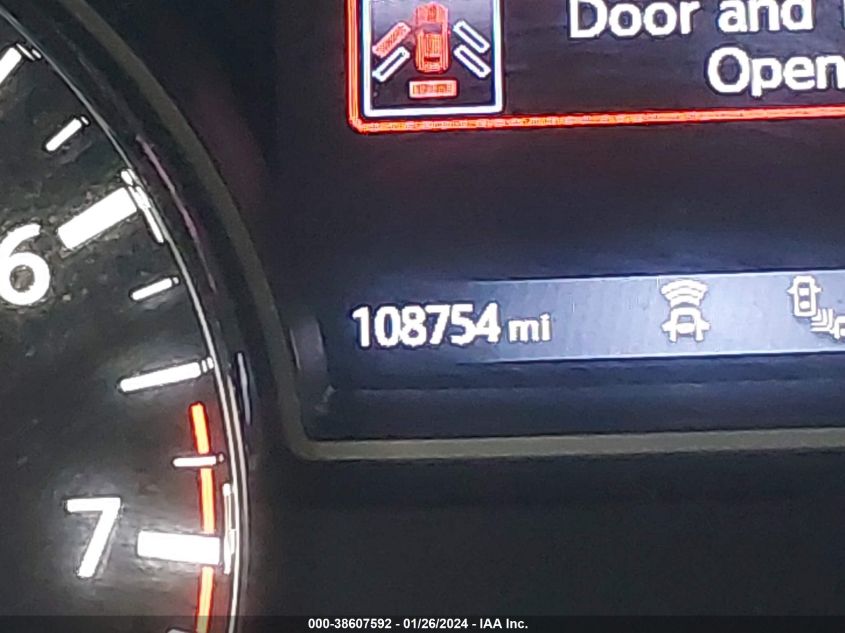 Door and
Open
6
108754 mi
7
000-38607592 - 01/26/2024 - IAA Inc.